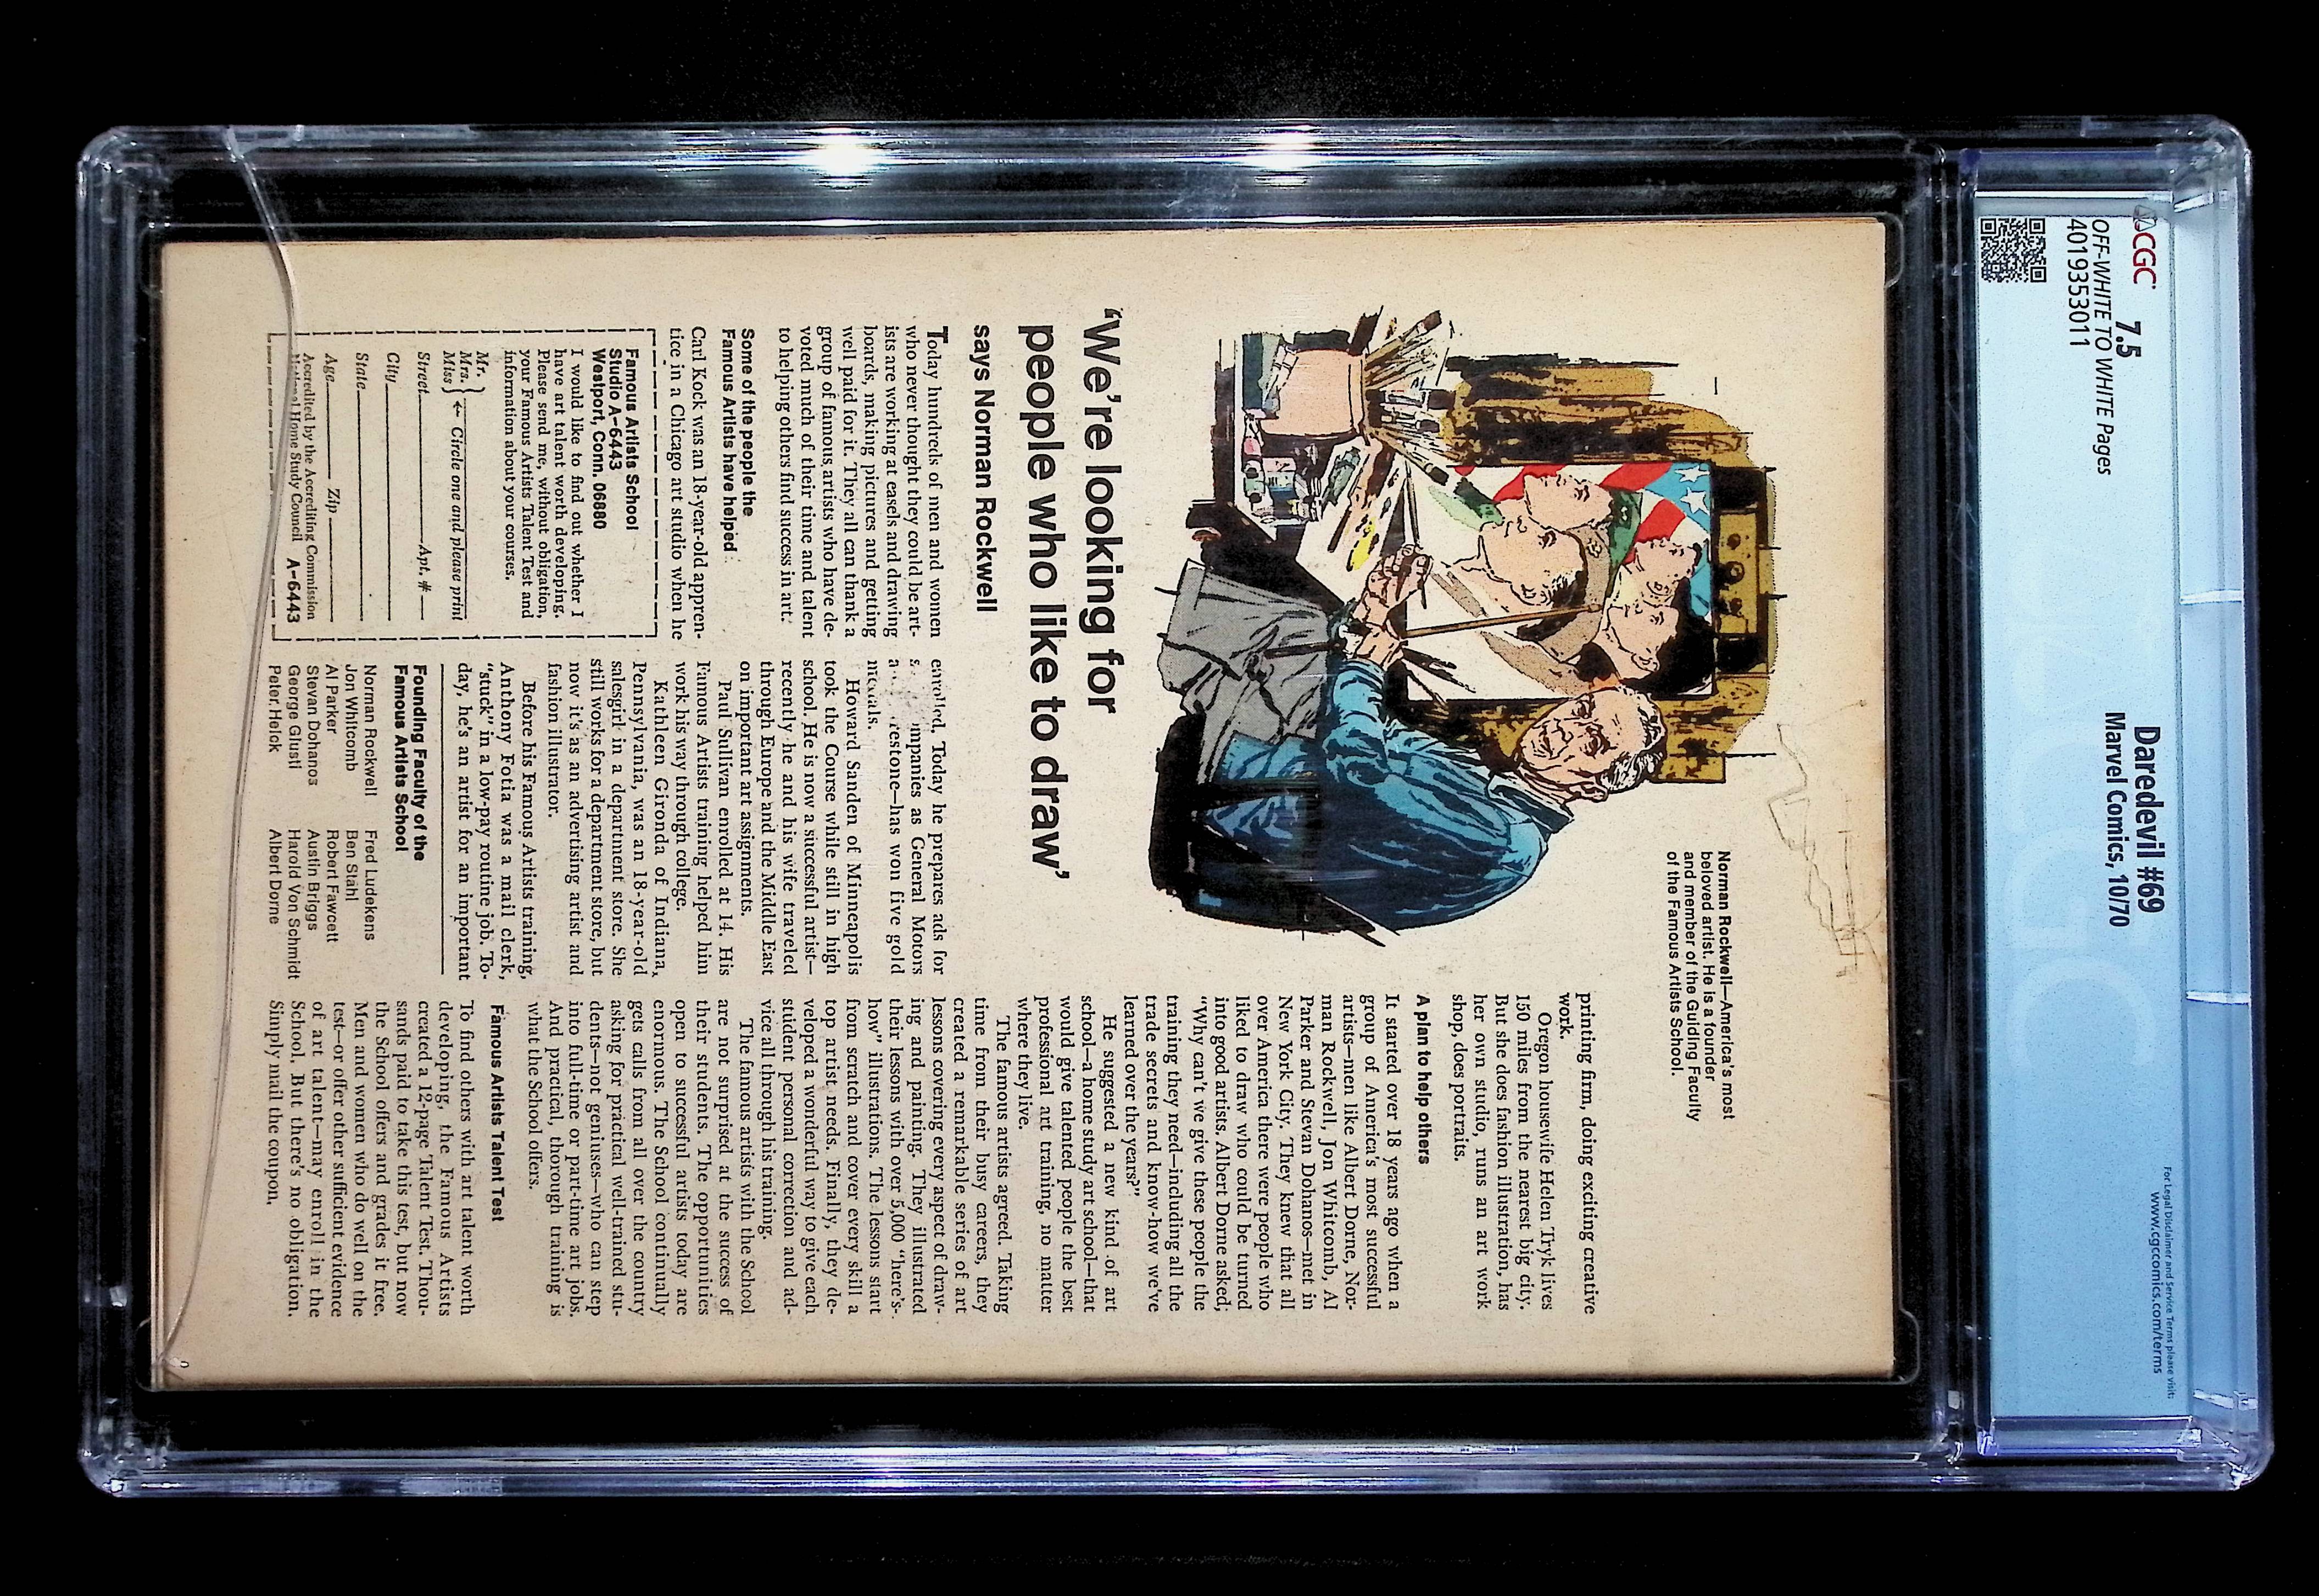 CGC
7.5
OFF-WHITE TO WHITE Pages
4019353011
Daredevil #69
Marvel Comics, 10/70
For Legal Disclaimer and Service Terms please visit:
www.cgccomics.com/terms
Norman Rockwell—America's most
beloved artist. He is a founder
and member of the Guiding Faculty
of the Famous Artists School.
'We're looking for
people who like to draw'
says Norman Rockwell
Today hundreds of men and women
who never thought they could be art-
ists are working at easels and drawing
boards, making pictures and getting
well paid for it. They all can thank a
group of famous artists who have de-
voted much of their time and talent
to helping others find success in art.
Some of the people the
Famous Artists have helped
Carl Kock was an 18-year-old appren-
tice in a Chicago art studio when he
Famous Artists School
Studio A-6443
Westport, Conn. 06880
I would like to find out whether I
have art talent worth developing.
Please send me, without obligation,
your Famous Artists Talent Test and
information about your courses.
Mr.
Mrs.
Miss
← Circle one and please print
Street Apt. #
City
State
Age Zip
Accredited by the Accrediting Commission
National Home Study Council A-6443
enrolled. Today he prepares ads for
companies as General Motors
restone—has won five gold
medals.
Howard Sanden of Minneapolis
took the Course while still in high
school. He is now a successful artist—
recently he and his wife traveled
through Europe and the Middle East
on important art assignments.
Paul Sullivan enrolled at 14. His
Famous Artists training helped him
work his way through college.
Kathleen Gironda of Indiana,
Pennsylvania, was an 18-year-old
salesgirl in a department store. She
still works for a department store, but
now it's as an advertising artist and
fashion illustrator.
Before his Famous Artists training,
Anthony Fotia was a mail clerk,
"stuck" in a low-pay routine job. To-
day, he's an artist for an important
Founding Faculty of the
Famous Artists School
Norman Rockwell Fred Ludekens
Jon Whitcomb Ben Stahl
Al Parker Robert Fawcett
Stevan Dohanos Austin Briggs
George Giusti Harold Von Schmidt
Peter Helck Albert Dorne
printing firm, doing exciting creative
work.
Oregon housewife Helen Tryk lives
150 miles from the nearest big city.
But she does fashion illustration, has
her own studio, runs an art work
shop, does portraits.
A plan to help others
It started over 18 years ago when a
group of America's most successful
artists—men like Albert Dorne, Nor-
man Rockwell, Jon Whitcomb, Al
Parker and Stevan Dohanos—met in
New York City. They knew that all
over America there were people who
liked to draw who could be turned
into good artists. Albert Dorne asked;
"Why can't we give these people the
training they need—including all the
trade secrets and know-how we've
learned over the years?"
He suggested a new kind of art
school—a home study art school—that
would give talented people the best
professional art training, no matter
where they live.
The famous artists agreed. Taking
time from their busy careers, they
created a remarkable series of art
lessons covering every aspect of draw-
ing and painting. They illustrated
their lessons with over 5,000 "here's-
how" illustrations. The lessons start
from scratch and cover every skill a
top artist needs. Finally, they de-
veloped a wonderful way to give each
student personal correction and ad-
vice all through his training.
The famous artists with the School
are not surprised at the success of
their students. The opportunities
open to successful artists today are
enormous. The School continually
gets calls from all over the country
asking for practical well-trained stu-
dents—not geniuses—who can step
into full-time or part-time art jobs.
And practical, thorough training is
what the School offers.
Famous Artists Talent Test
To find others with art talent worth
developing, the Famous Artists
created a 12-page Talent Test. Thou-
sands paid to take this test, but now
the School offers and grades it free.
Men and women who do well on the
test—or offer other sufficient evidence
of art talent—may enroll in the
School. But there's no obligation.
Simply mail the coupon.